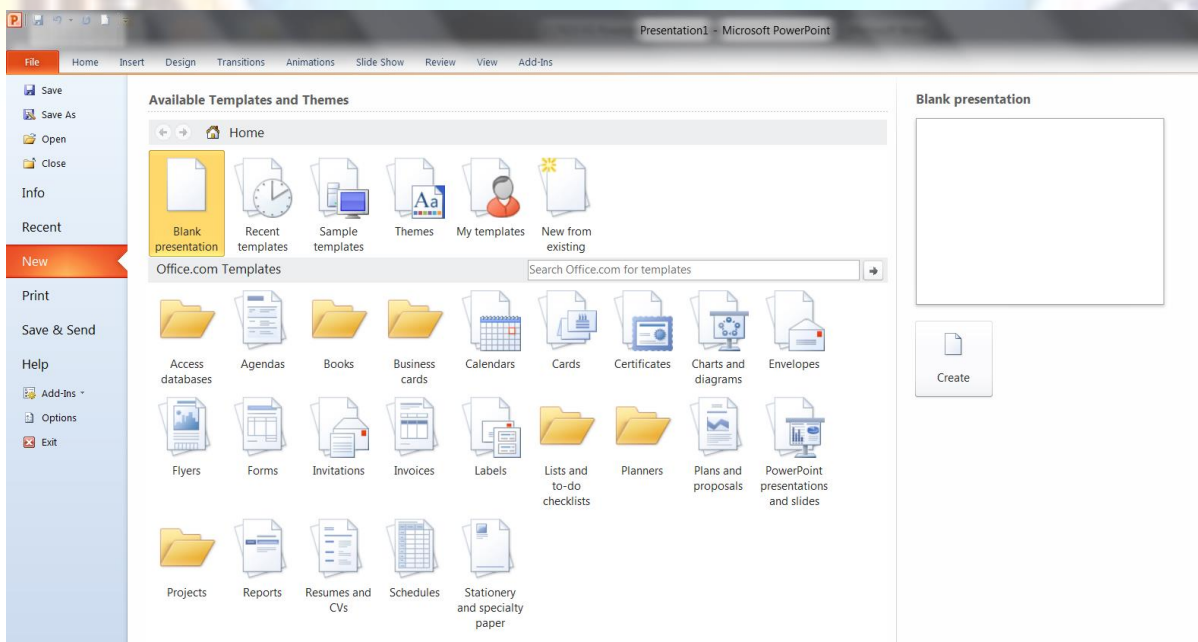 P
Presentation1 - Microsoft PowerPoint
File Home Insert Design Transitions Animations Slide Show Review View Add-Ins
Save
Save As
Open
Close
Info
Recent
New
Print
Save & Send
Help
Add-Ins
Options
Exit
Available Templates and Themes
Home
Blank
presentation
Recent
templates
Sample
templates
Aa
Themes
My templates
New from
existing
Office.com Templates
Search Office.com for templates
Access
databases
Agendas
Books
Business
cards
Calendars
Cards
Certificates
Charts and
diagrams
Envelopes
Flyers
Forms
Invitations
Invoices
Labels
Lists and
to-do
checklists
Planners
Plans and
proposals
PowerPoint
presentations
and slides
Projects
Reports
Resumes and
CVs
Schedules
Stationery
and specialty
paper
Blank presentation
Create